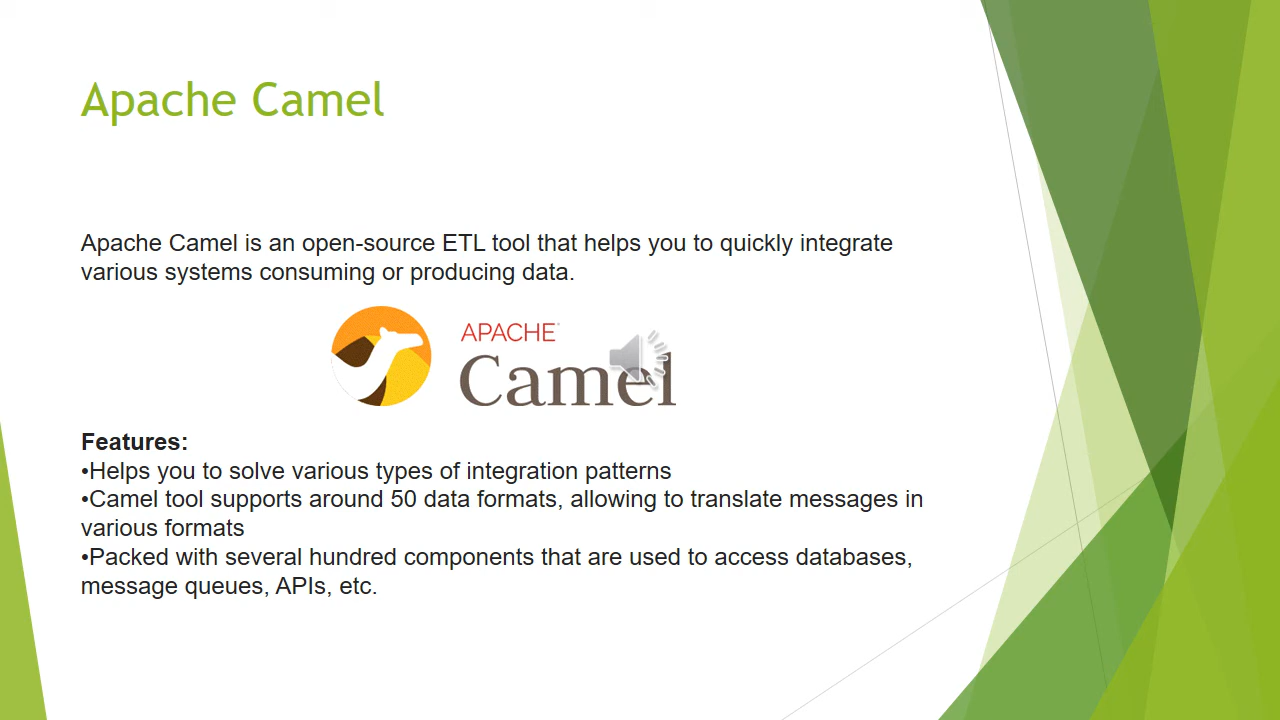 Apache Camel
Apache Camel is an open-source ETL tool that helps you to quickly integrate
various systems consuming or producing data.
APACHE
Camel
Features:
•Helps you to solve various types of integration patterns
•Camel tool supports around 50 data formats, allowing to translate messages in
various formats
•Packed with several hundred components that are used to access databases,
message queues, APIs, etc.